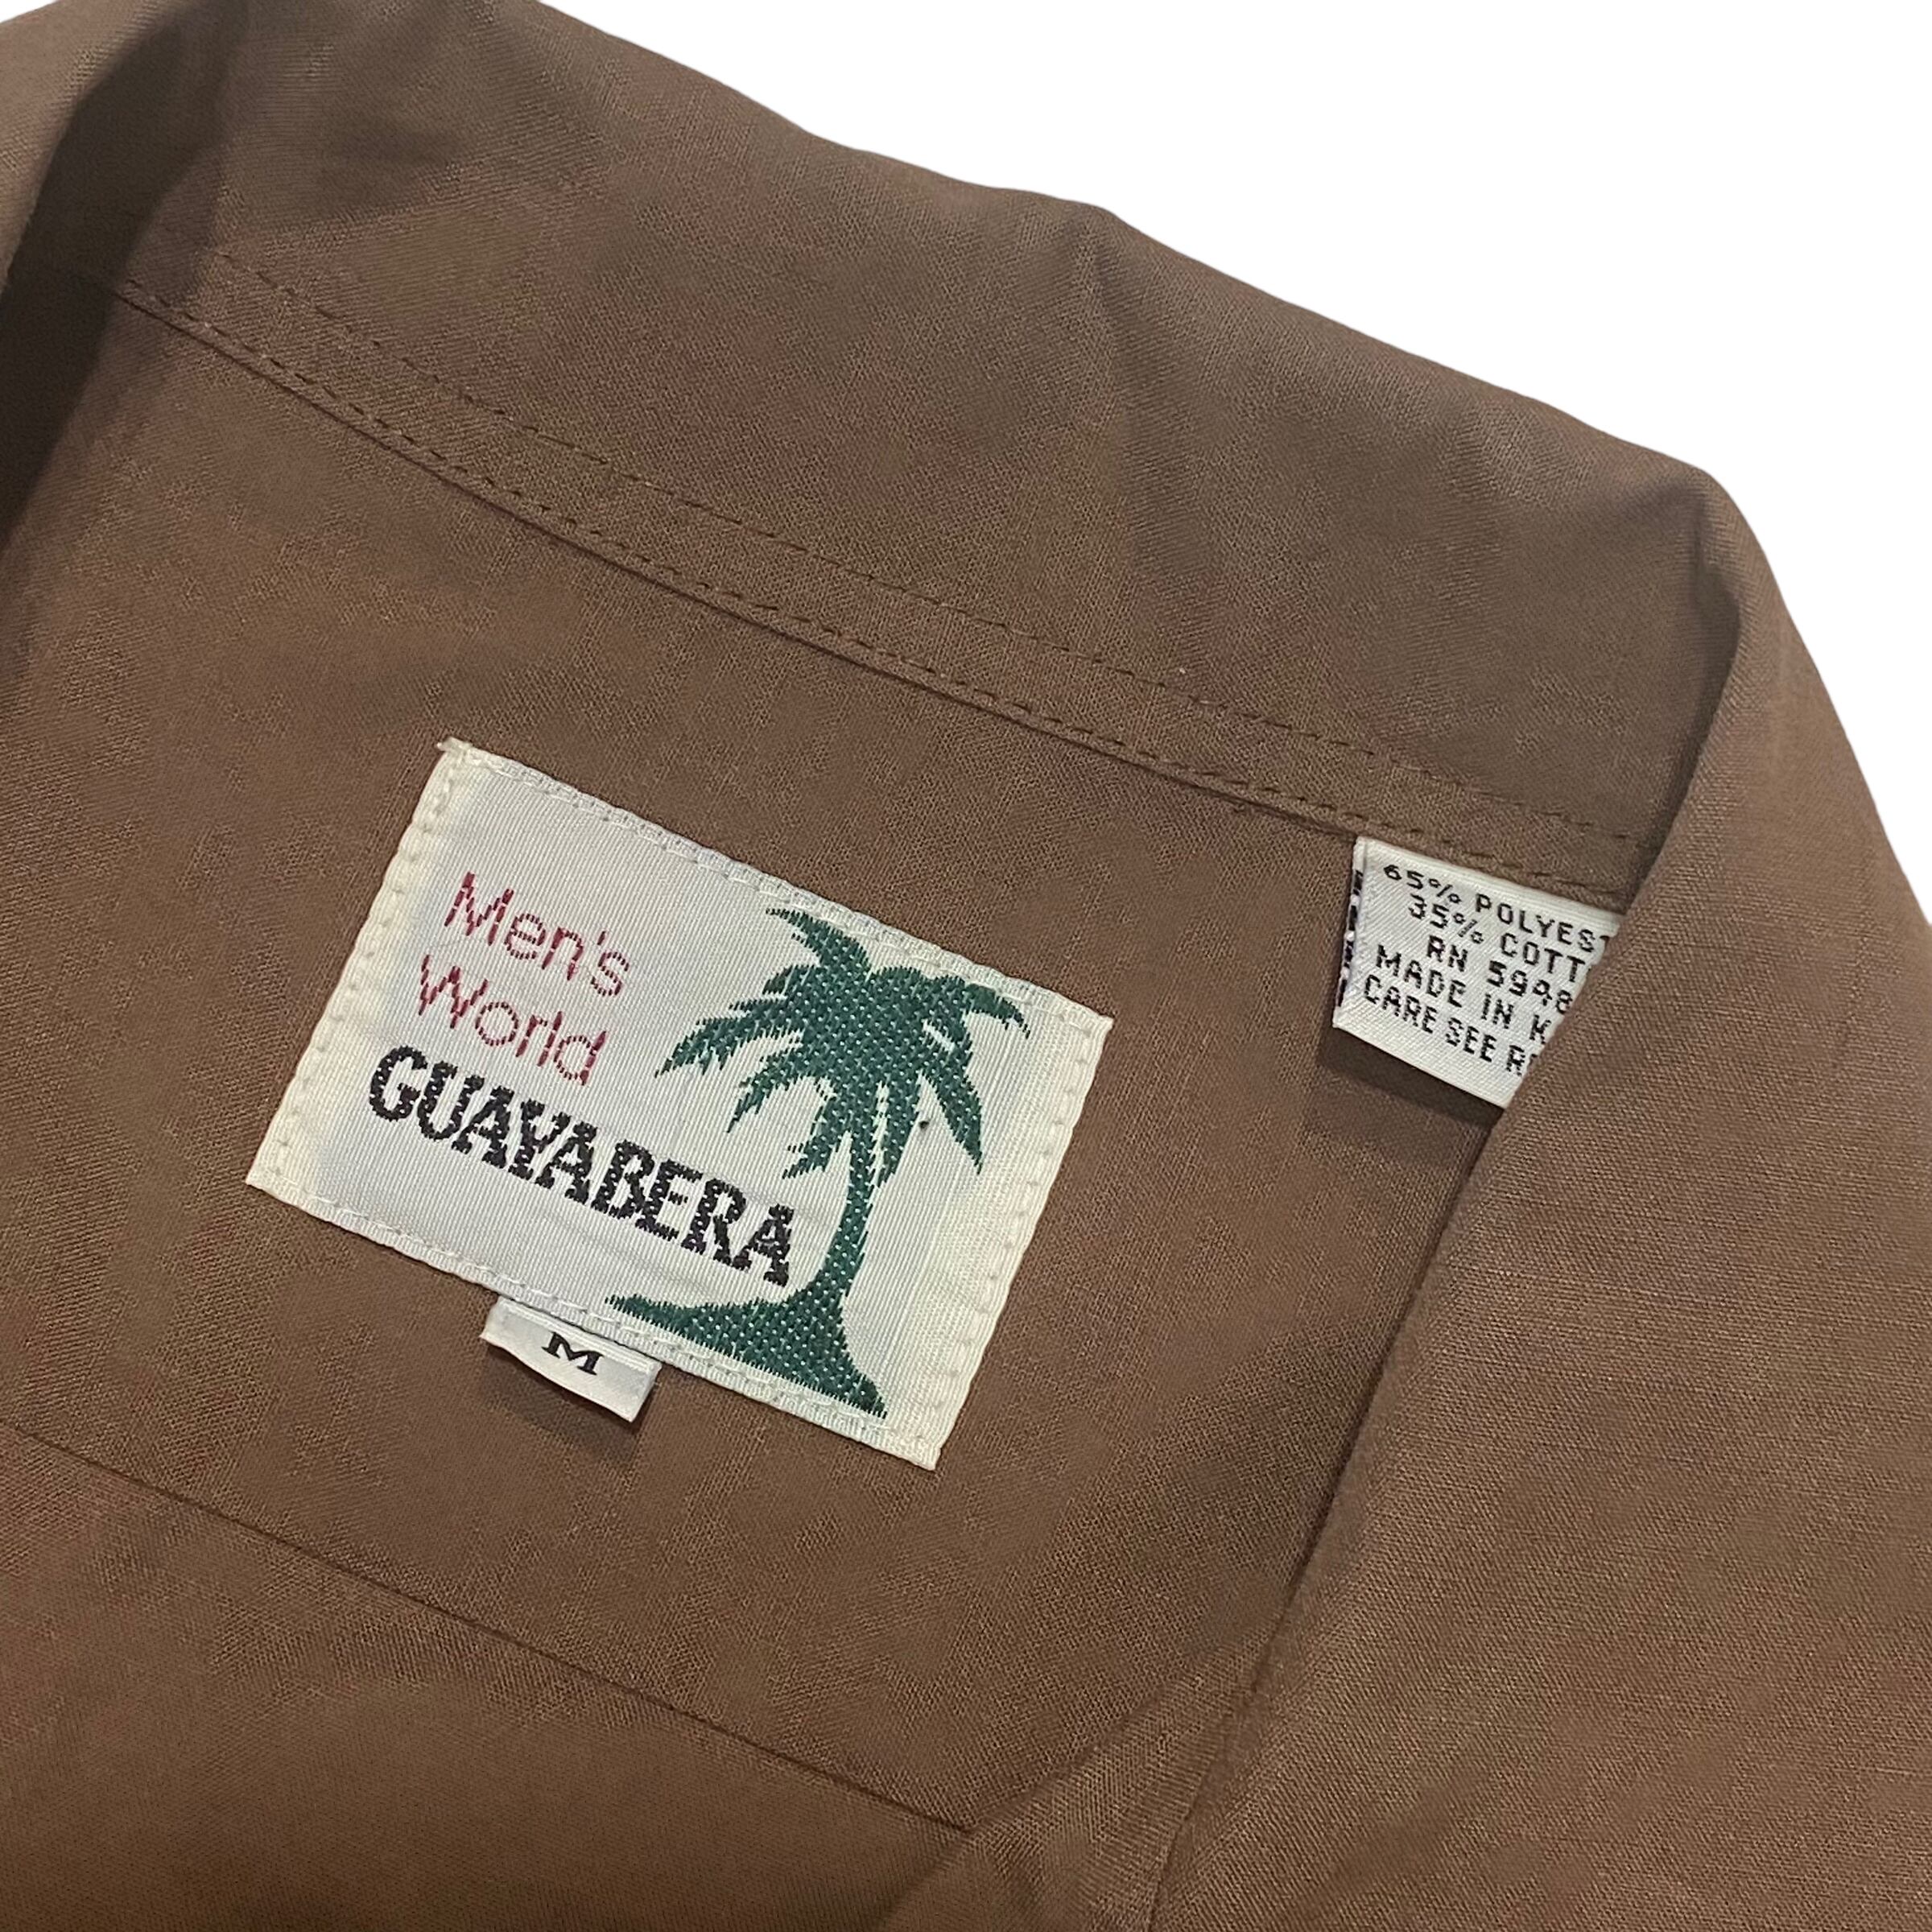 Men's
World
GUAYABERA
M
65% POLYEST
35% COTT
RN 5948
MADE IN K
CARE SEE R